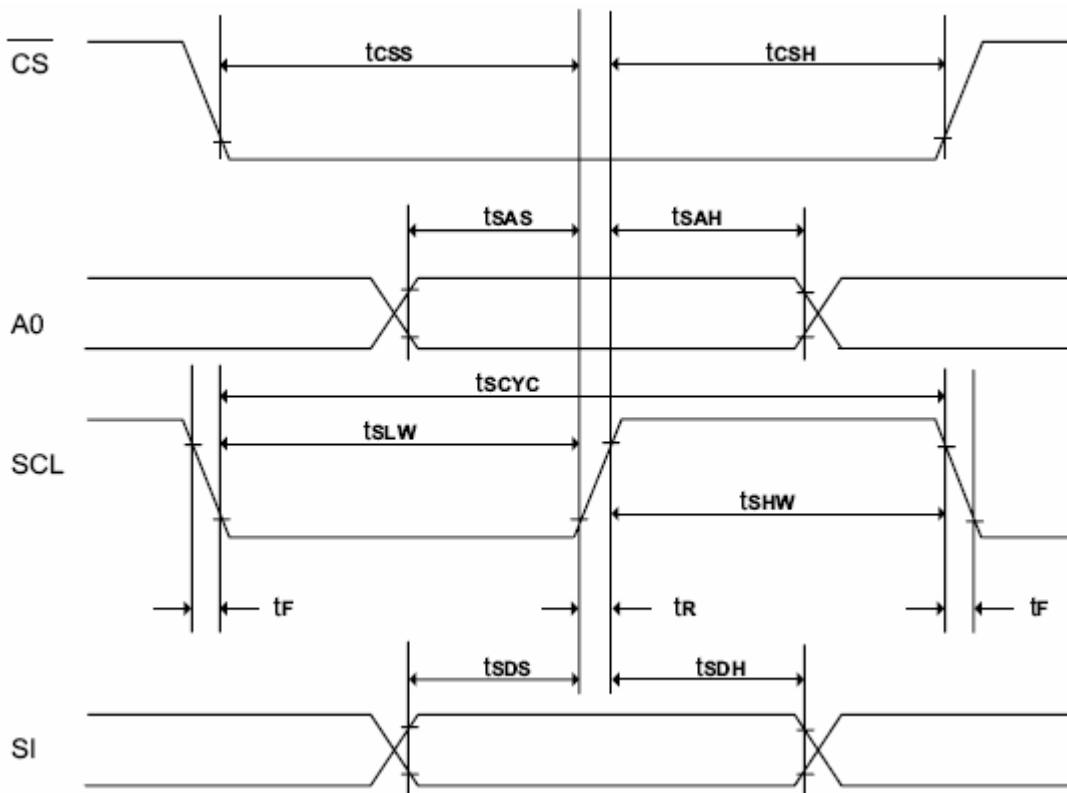 CS
tCSS
tCSH
tSAS
tSAH
A0
tSCYC
tSLW
SCL
tSHW
tF
tR
tF
tSDS
tSDH
SI